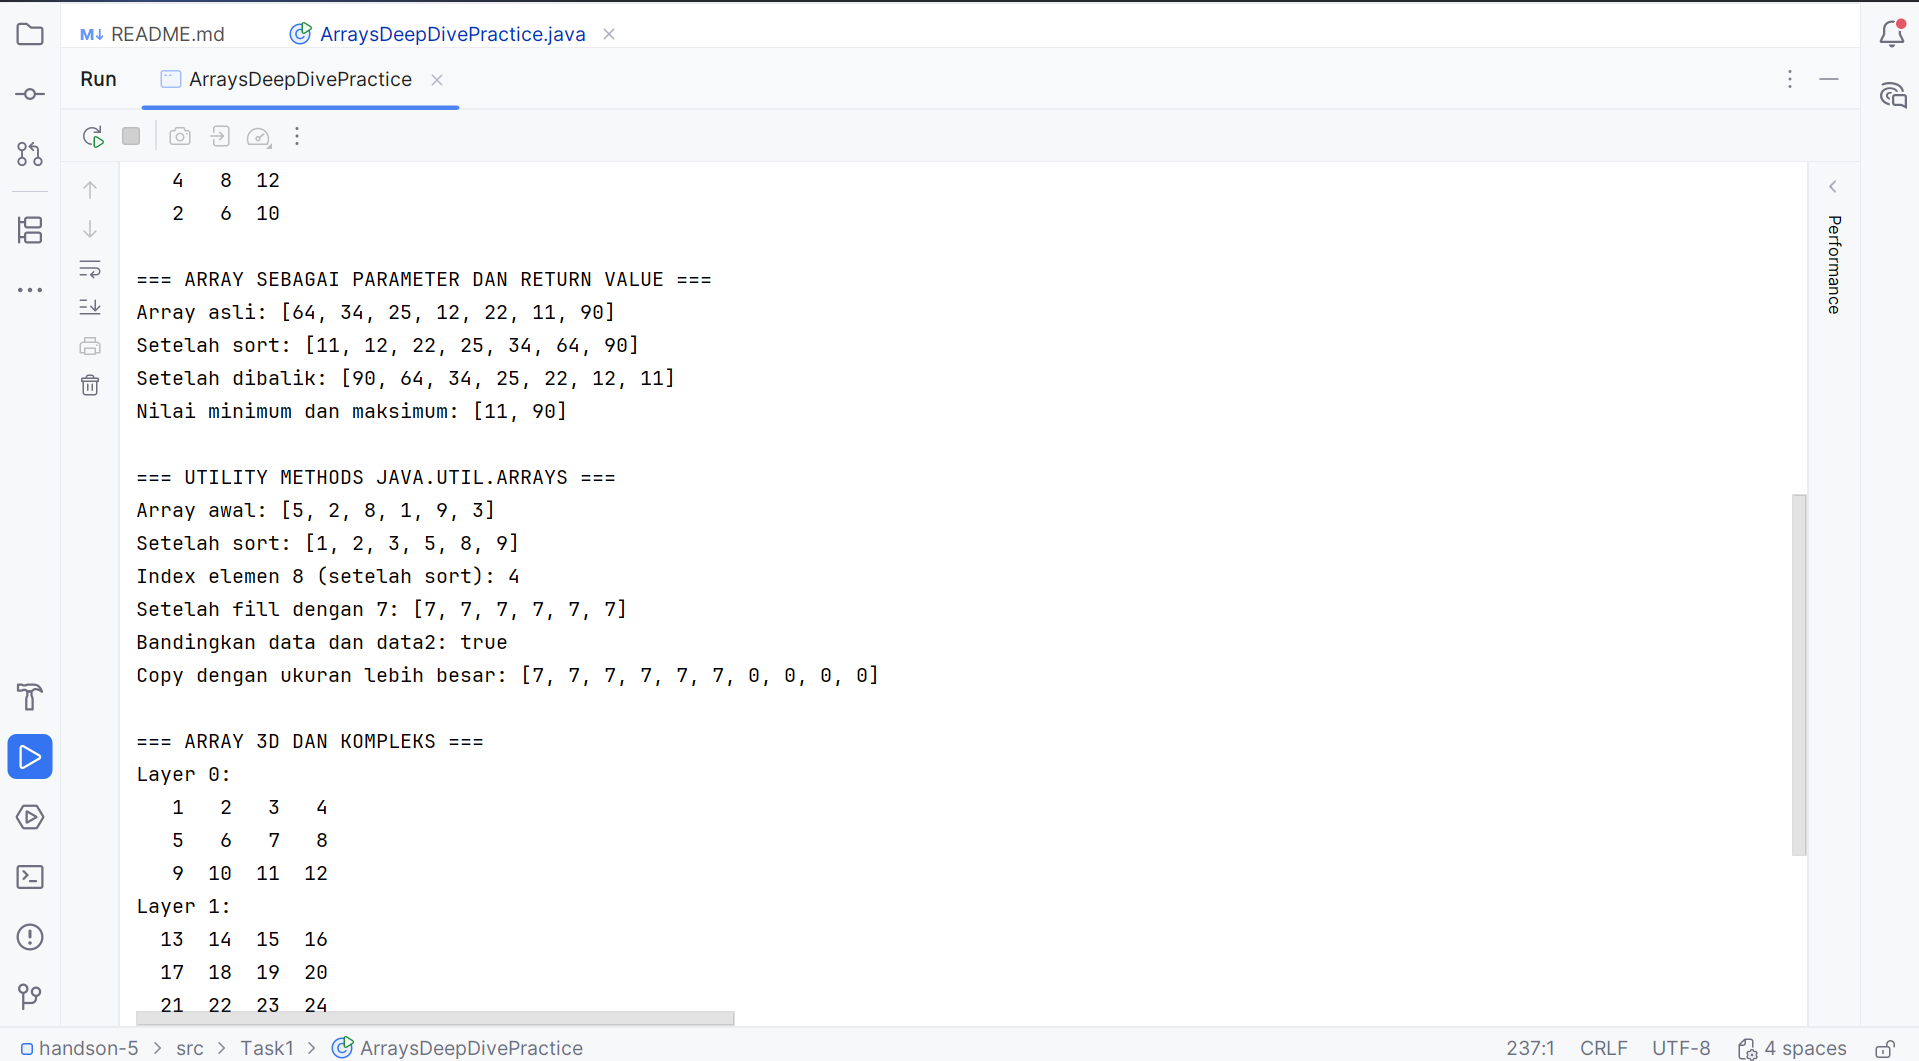 M↓ README.md ArraysDeepDivePractice.java
Run ArraysDeepDivePractice
4 8 12
2 6 10
=== ARRAY SEBAGAI PARAMETER DAN RETURN VALUE ===
Array asli: [64, 34, 25, 12, 22, 11, 90]
Setelah sort: [11, 12, 22, 25, 34, 64, 90]
Setelah dibalik: [90, 64, 34, 25, 22, 12, 11]
Nilai minimum dan maksimum: [11, 90]
=== UTILITY METHODS JAVA.UTIL.ARRAYS ===
Array awal: [5, 2, 8, 1, 9, 3]
Setelah sort: [1, 2, 3, 5, 8, 9]
Index elemen 8 (setelah sort): 4
Setelah fill dengan 7: [7, 7, 7, 7, 7, 7]
Bandingkan data dan data2: true
Copy dengan ukuran lebih besar: [7, 7, 7, 7, 7, 7, 0, 0, 0, 0]
=== ARRAY 3D DAN KOMPLEKS ===
Layer 0:
1 2 3 4
5 6 7 8
9 10 11 12
Layer 1:
13 14 15 16
17 18 19 20
21 22 23 24
Performance
handson-5 > src > Task1 > ArraysDeepDivePractice
237:1 CRLF UTF-8 4 spaces